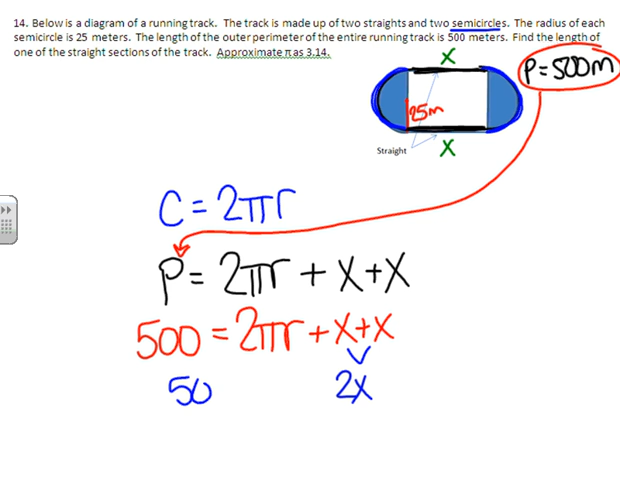 14. Below is a diagram of a running track. The track is made up of two straights and two semicircles. The radius of each
semicircle is 25 meters. The length of the outer perimeter of the entire running track is 500 meters. Find the length of
one of the straight sections of the track. Approximate π as 3.14.
X
P=500m
25m
Straight
X
C=2πr
P=2πr+X+X
500=2πr+X+X
50
2X